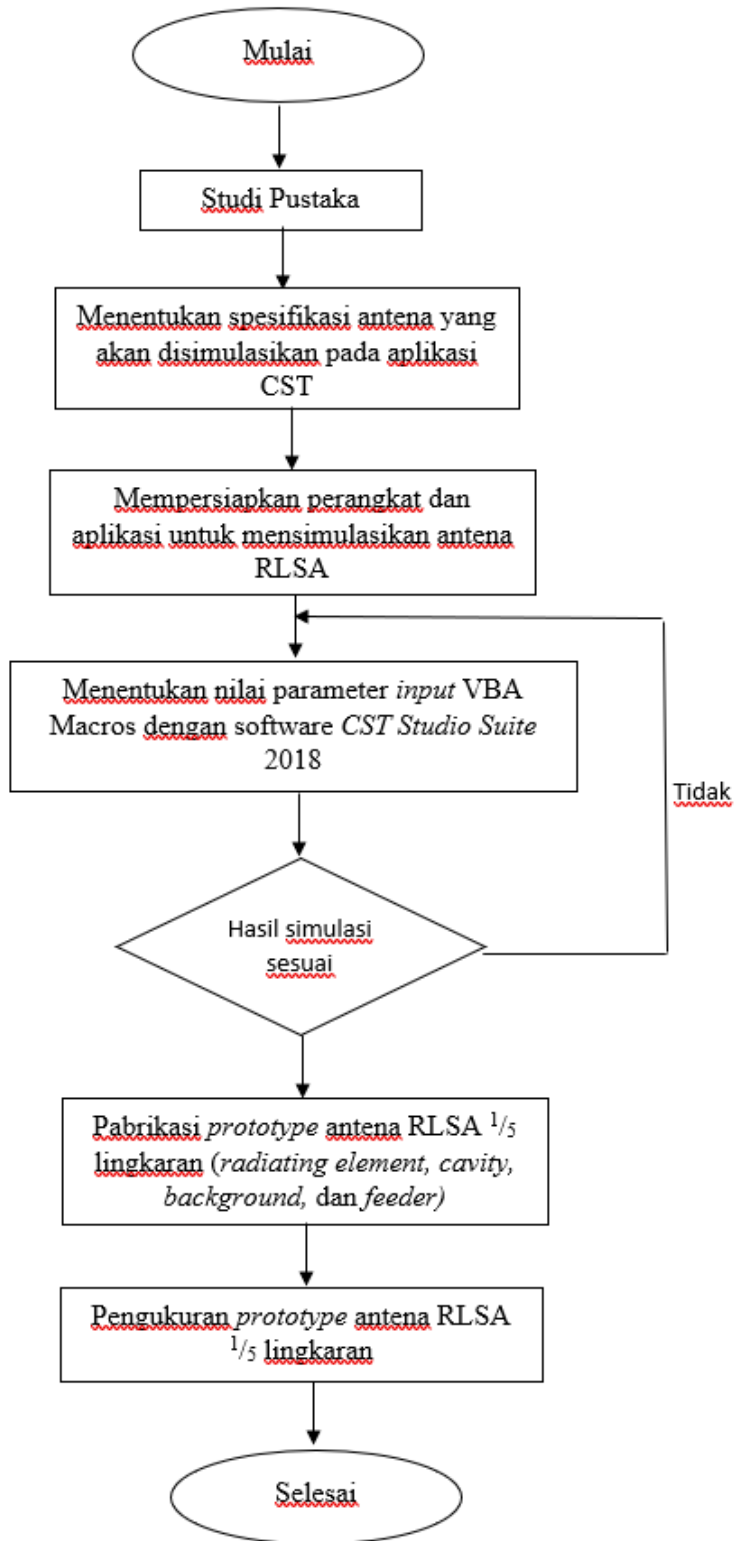 Mulai
Studi Pustaka
Menentukan spesifikasi antena yang
akan disimulasikan pada aplikasi
CST
Mempersiapkan perangkat dan
aplikasi untuk mensimulasikan antena
RLSA
Menentukan nilai parameter input VBA
Macros dengan software CST Studio Suite
2018
Tidak
Hasil simulasi
sesuai
Pabrikasi prototype antena RLSA 1/5
lingkaran (radiating element, cavity,
background, dan feeder)
Pengukuran prototype antena RLSA
1/5 lingkaran
Selesai